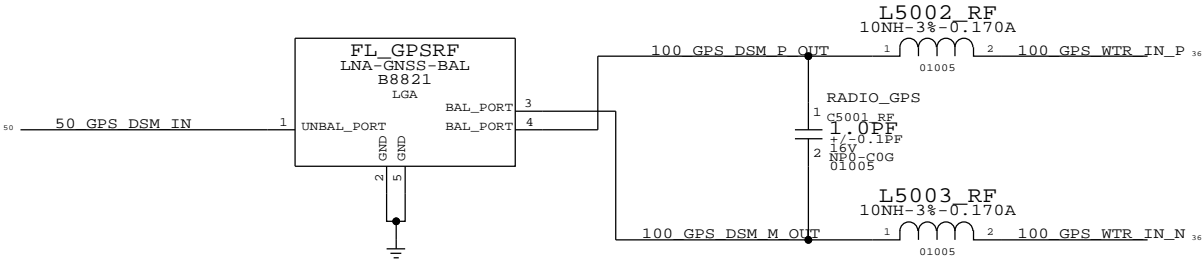 L5002_RF
10NH-3%-0.170A
100_GPS_DSM_P_OUT 1 2 100_GPS_WTR_IN_P 36
01005
FL_GPSRF
LNA-GNSS-BAL
B8821
LGA
BAL_PORT 3
50 50_GPS_DSM_IN 1 UNBAL_PORT BAL_PORT 4
GND GND
2 5
RADIO_GPS
1 C5001_RF
1.0PF
+/-0.1PF
16V
2 NP0-C0G
01005
L5003_RF
10NH-3%-0.170A
100_GPS_DSM_M_OUT 1 2 100_GPS_WTR_IN_N 36
01005